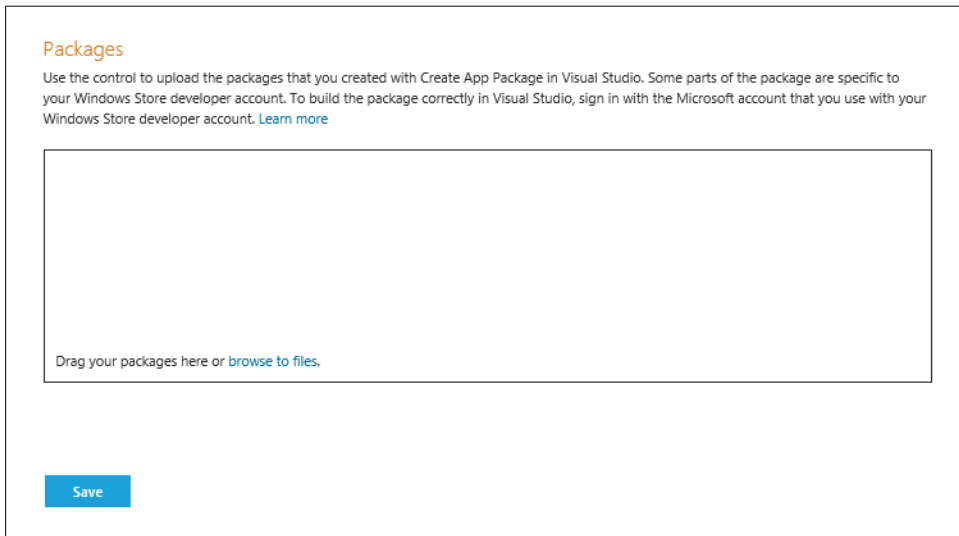 Packages
Use the control to upload the packages that you created with Create App Package in Visual Studio. Some parts of the package are specific to
your Windows Store developer account. To build the package correctly in Visual Studio, sign in with the Microsoft account that you use with your
Windows Store developer account. Learn more
Drag your packages here or browse to files.
Save